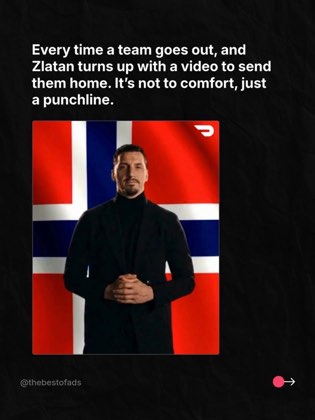 Every time a team goes out, and
Zlatan turns up with a video to send
them home. It’s not to comfort, just
a punchline.
@thebestofads